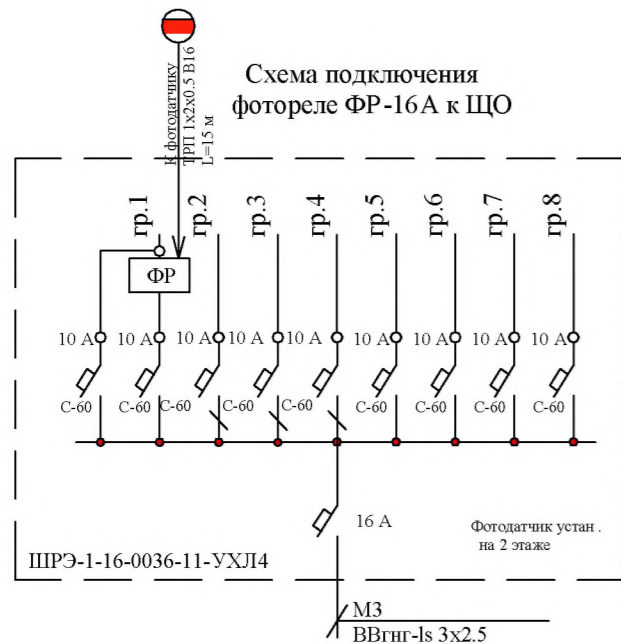 Схема подключения
фотореле ФР-16А к ЩО
К фотодатчику
ТРП 1х2х0.5 В16
L=15 м
гр.1
гр.2
гр.3
гр.4
гр.5
гр.6
гр.7
гр.8
ФР
10 А
10 А
10 А
10 А
10 А
10 А
10 А
10 А
10 А
С-60
С-60
С-60
С-60
С-60
С-60
С-60
С-60
С-60
16 А
Фотодатчик устан .
на 2 этаже
ШРЭ-1-16-0036-11-УХЛ4
М3
ВВгнг-ls 3х2.5